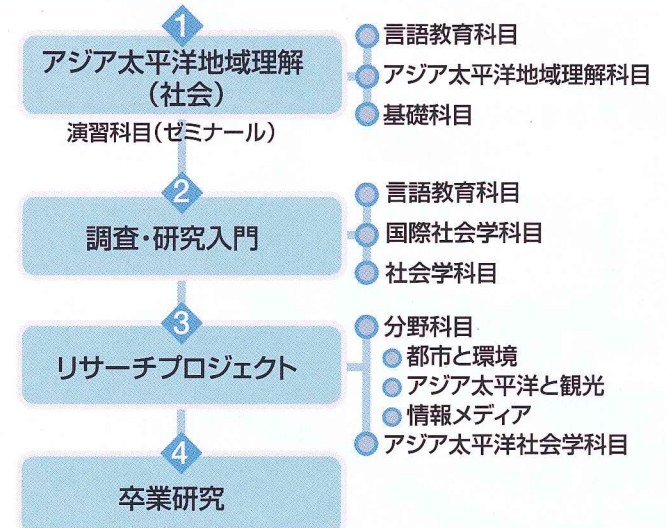 1
アジア太平洋地域理解
（社会）
言語教育科目
アジア太平洋地域理解科目
基礎科目
演習科目（ゼミナール）
2
調査・研究入門
言語教育科目
国際社会学科目
社会学科目
3
リサーチプロジェクト
分野科目
都市と環境
アジア太平洋と観光
情報メディア
アジア太平洋社会学科目
4
卒業研究